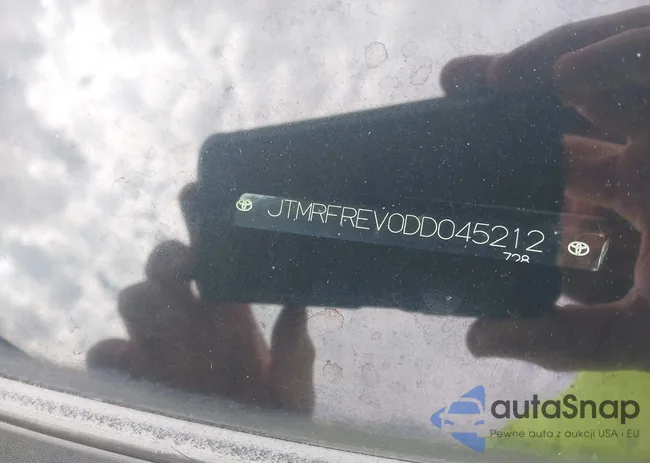 JTMRFREV0DD045212
728
autaSnap
Pewne auta z aukcji USA i EU